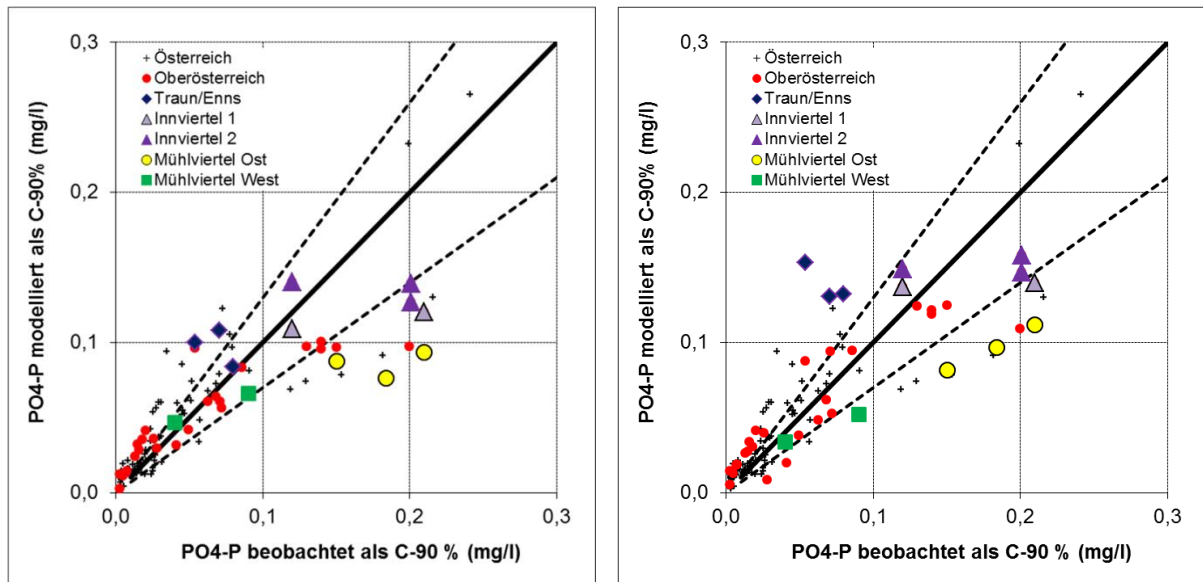 PO4-P modelliert als C-90% (mg/l)
0,3
0,2
0,1
0,0
Österreich
Oberösterreich
Traun/Enns
Innviertel 1
Innviertel 2
Mühlviertel Ost
Mühlviertel West
0,0 0,1 0,2 0,3
PO4-P beobachtet als C-90 % (mg/l)
PO4-P modelliert als C-90% (mg/l)
0,3
0,2
0,1
0,0
Österreich
Oberösterreich
Traun/Enns
Innviertel 1
Innviertel 2
Mühlviertel Ost
Mühlviertel West
0,0 0,1 0,2 0,3
PO4-P beobachtet als C-90 % (mg/l)